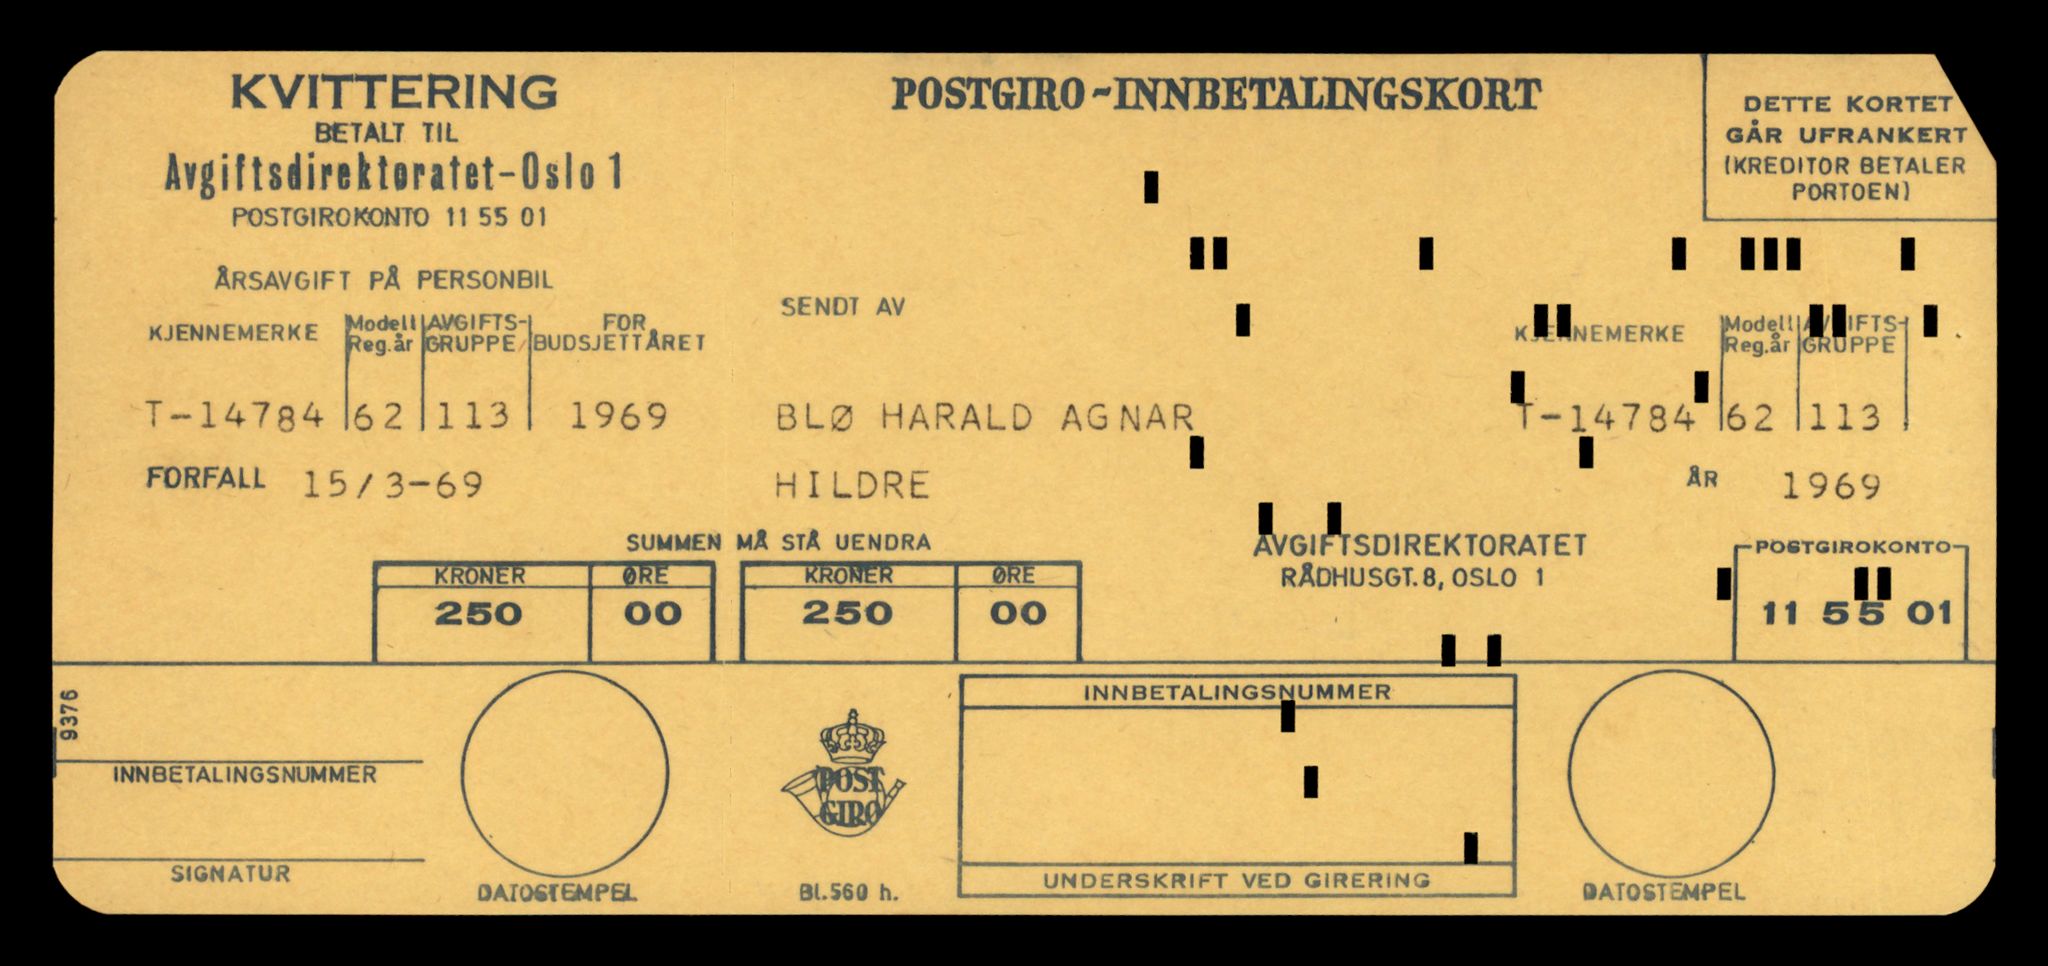 KVITTERING
BETALT TIL
Avgiftsdirektoratet-Oslo 1
POSTGIROKONTO 11 55 01
ÅRSAVGIFT PÅ PERSONBIL
KJENNEMERKE Modell Reg.år AVGIFTS-GRUPPE FOR BUDSJETTÅRET
T-14784 62 113 1969
FORFALL 15/3-69
POSTGIRO-INNBETALINGSKORT
DETTE KORTET
GÅR UFRANKERT
(KREDITOR BETALER
PORTOEN)
SENDT AV
KJENNEMERKE Modell Reg.år AVGIFTS-GRUPPE
BLØ HARALD AGNAR T-14784 62 113
HILDRE ÅR 1969
SUMMEN MÅ STÅ UENDRA
AVGIFTSDIREKTORATET
RÅDHUSGT. 8, OSLO 1
POSTGIROKONTO
11 55 01
KRONER ØRE KRONER ØRE
250 00 250 00
9376
INNBETALINGSNUMMER
SIGNATUR
DATOSTEMPEL
POST
GIRO
Bl.560 h.
INNBETALINGSNUMMER
UNDERSKRIFT VED GIRERING
DATOSTEMPEL